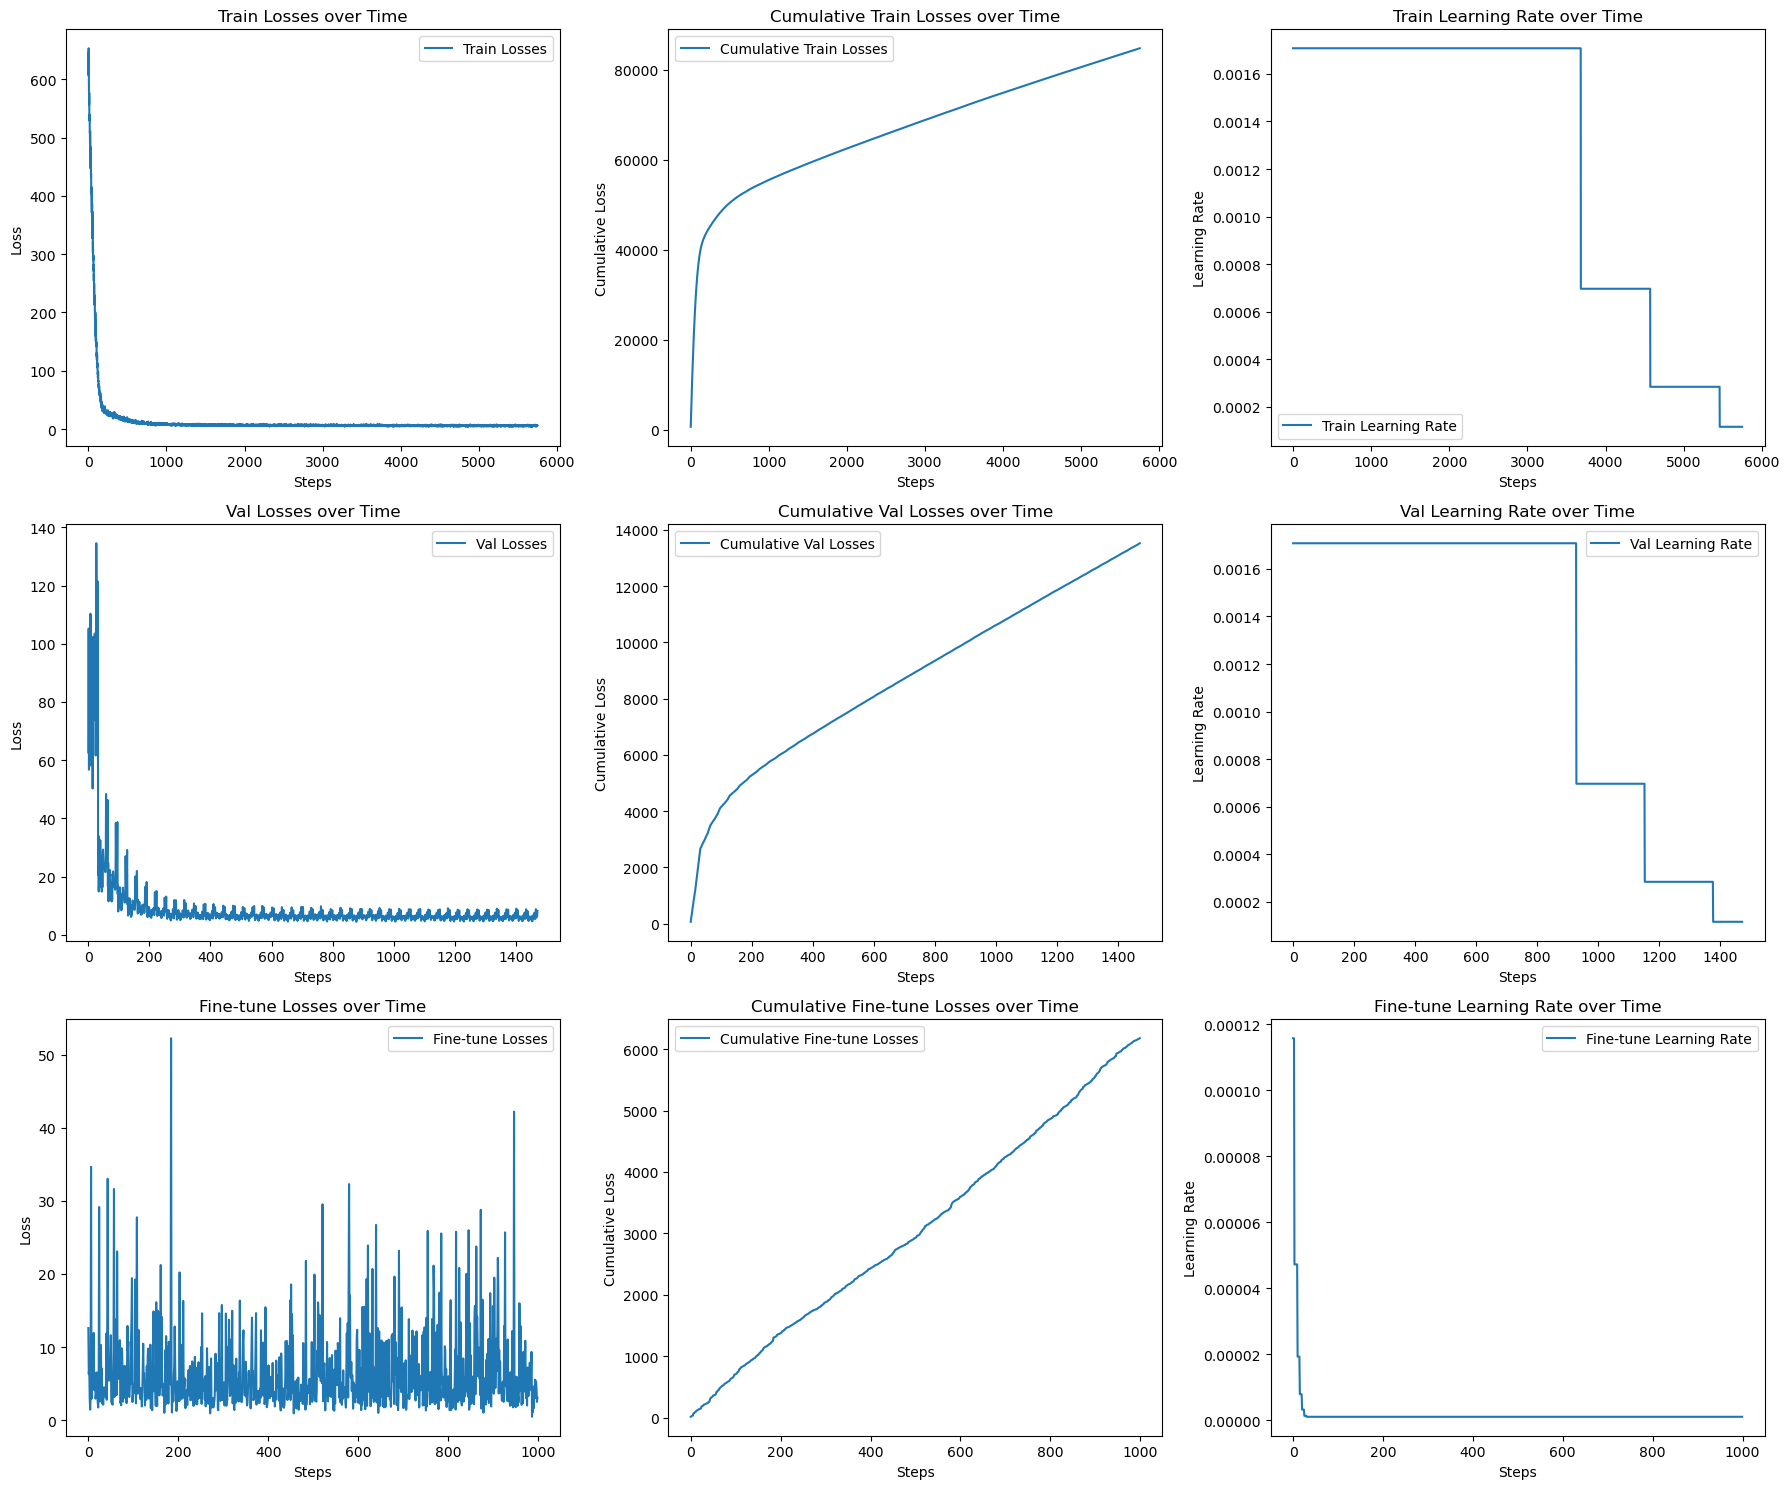 Train Losses over Time
Train Losses
Loss
600
500
400
300
200
100
0
0 1000 2000 3000 4000 5000 6000
Steps
Cumulative Train Losses over Time
Cumulative Train Losses
Cumulative Loss
80000
60000
40000
20000
0
0 1000 2000 3000 4000 5000 6000
Steps
Train Learning Rate over Time
Train Learning Rate
Learning Rate
0.0016
0.0014
0.0012
0.0010
0.0008
0.0006
0.0004
0.0002
0 1000 2000 3000 4000 5000 6000
Steps
Val Losses over Time
Val Losses
Loss
140
120
100
80
60
40
20
0
0 200 400 600 800 1000 1200 1400
Steps
Cumulative Val Losses over Time
Cumulative Val Losses
Cumulative Loss
14000
12000
10000
8000
6000
4000
2000
0
0 200 400 600 800 1000 1200 1400
Steps
Val Learning Rate over Time
Val Learning Rate
Learning Rate
0.0016
0.0014
0.0012
0.0010
0.0008
0.0006
0.0004
0.0002
0 200 400 600 800 1000 1200 1400
Steps
Fine-tune Losses over Time
Fine-tune Losses
Loss
50
40
30
20
10
0
0 200 400 600 800 1000
Steps
Cumulative Fine-tune Losses over Time
Cumulative Fine-tune Losses
Cumulative Loss
6000
5000
4000
3000
2000
1000
0
0 200 400 600 800 1000
Steps
Fine-tune Learning Rate over Time
Fine-tune Learning Rate
Learning Rate
0.00012
0.00010
0.00008
0.00006
0.00004
0.00002
0.00000
0 200 400 600 800 1000
Steps